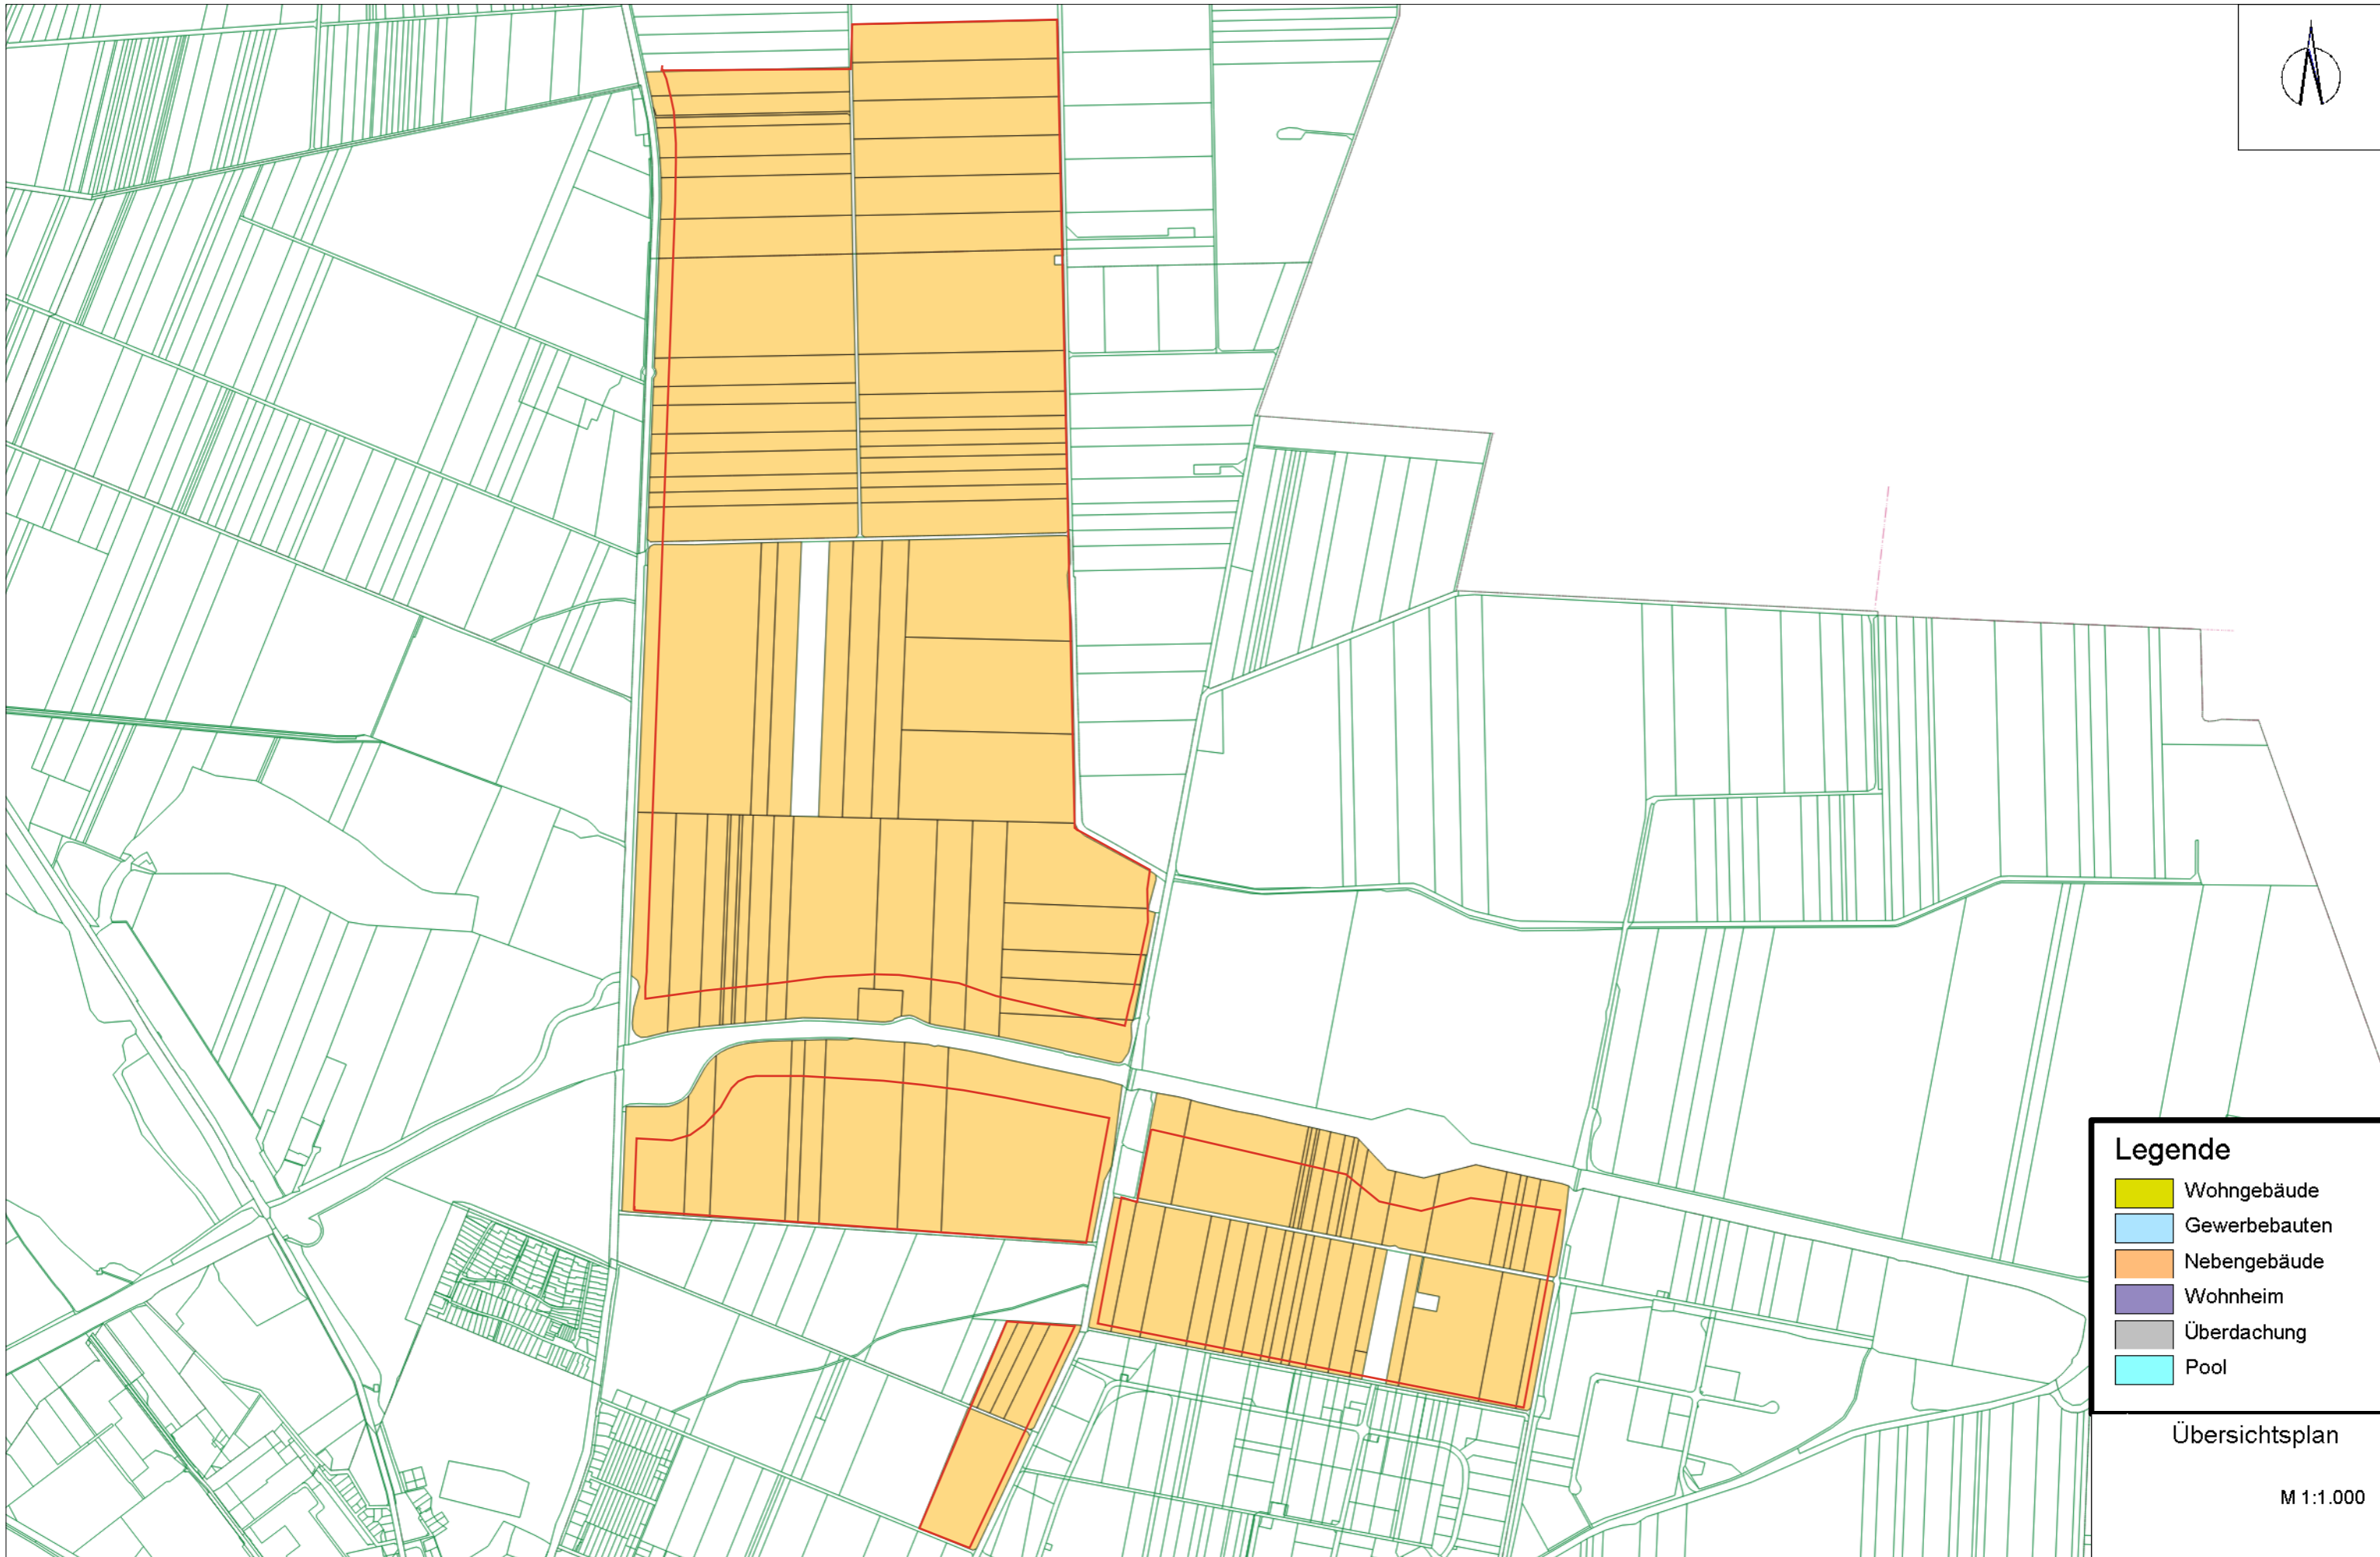 Legende
Wohngebäude
Gewerbebauten
Nebengebäude
Wohnheim
Überdachung
Pool
Übersichtsplan
M 1:1.000